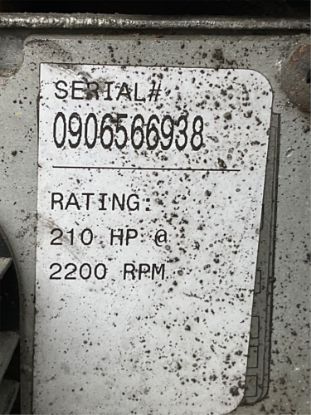 SERIAL#
0906566938
RATING:
210 HP @
2200 RPM